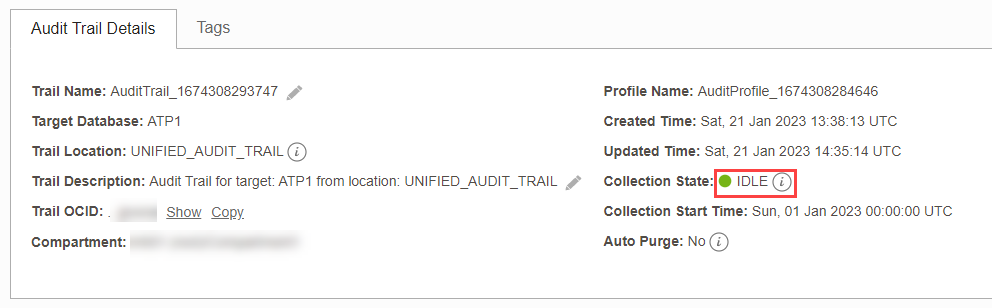 Audit Trail Details
Tags
Trail Name: AuditTrail_1674308293747
Target Database: ATP1
Trail Location: UNIFIED_AUDIT_TRAIL
Trail Description: Audit Trail for target: ATP1 from location: UNIFIED_AUDIT_TRAIL
Trail OCID: . Show Copy
Compartment:
Profile Name: AuditProfile_1674308284646
Created Time: Sat, 21 Jan 2023 13:38:13 UTC
Updated Time: Sat, 21 Jan 2023 14:35:14 UTC
Collection State: IDLE
Collection Start Time: Sun, 01 Jan 2023 00:00:00 UTC
Auto Purge: No